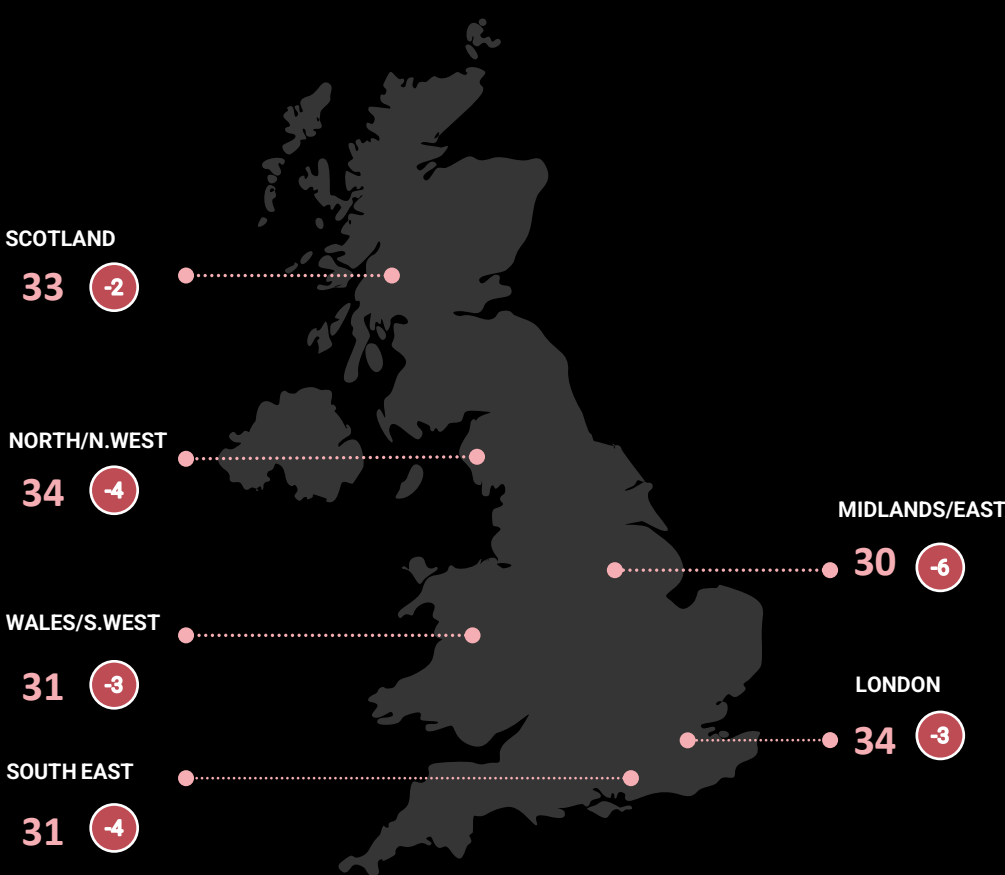 SCOTLAND
33 -2
NORTH/N.WEST
34 -4
WALES/S.WEST
31 -3
SOUTH EAST
31 -4
MIDLANDS/EAST
30 -6
LONDON
34 -3